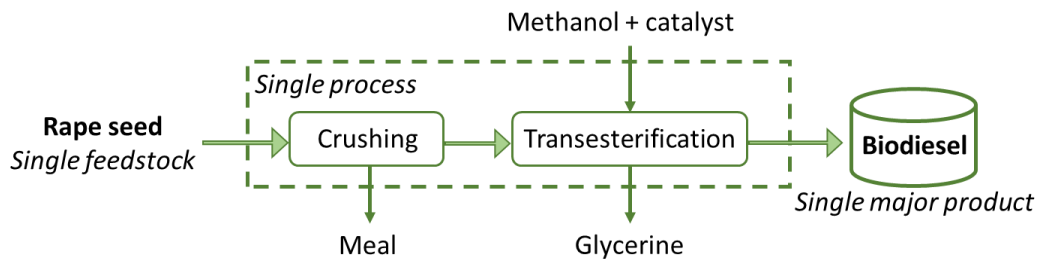 Methanol + catalyst
Single process
Rape seed
Single feedstock
Crushing
Transesterification
Biodiesel
Single major product
Meal
Glycerine